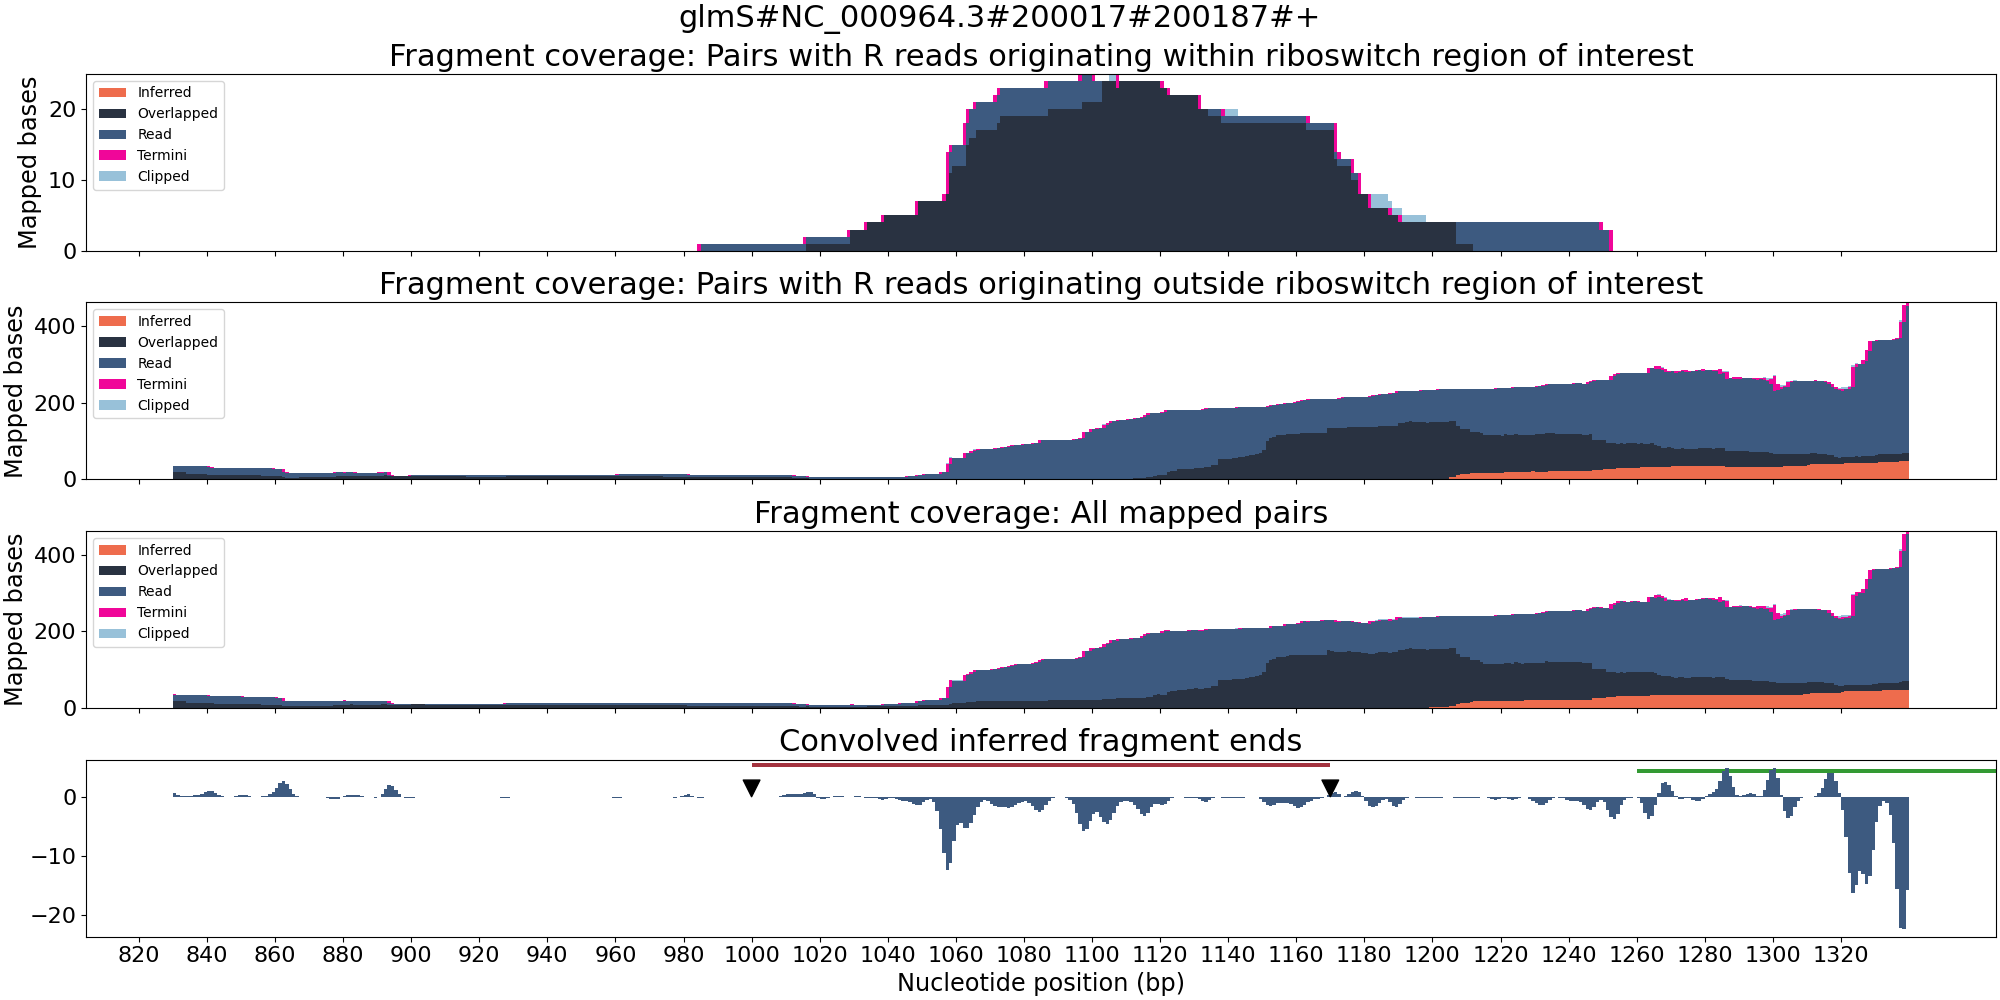 glmS#NC_000964.3#200017#200187#+
Fragment coverage: Pairs with R reads originating within riboswitch region of interest
Mapped bases
20
10
0
Inferred
Overlapped
Read
Termini
Clipped
Fragment coverage: Pairs with R reads originating outside riboswitch region of interest
Mapped bases
400
200
0
Inferred
Overlapped
Read
Termini
Clipped
Fragment coverage: All mapped pairs
Mapped bases
400
200
0
Inferred
Overlapped
Read
Termini
Clipped
Convolved inferred fragment ends
0
−10
−20
820 840 860 880 900 920 940 960 980 1000 1020 1040 1060 1080 1100 1120 1140 1160 1180 1200 1220 1240 1260 1280 1300 1320
Nucleotide position (bp)